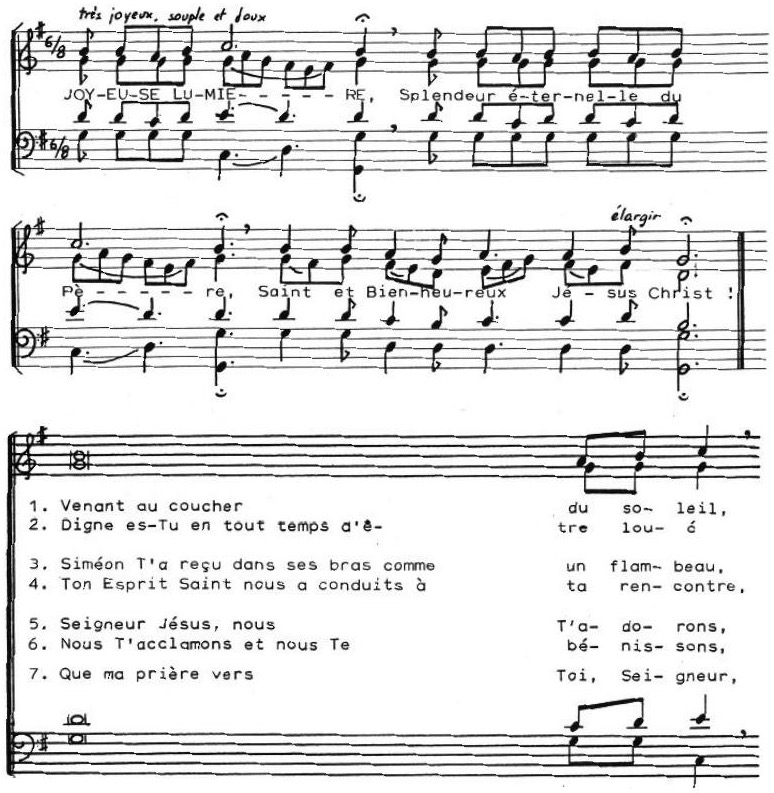 très joyeux, souple et doux
6/8
JOY-EU-SE LU-MIE- - - - - -RE, Splendeur é-ter-nel-le du
6/8
élargir
Pè- - - - - - -re, Saint et Bien-heu-reux Jé - sus Christ !
1. Venant au coucher du so- leil,
2. Digne es-Tu en tout temps d'ê- tre lou- é
3. Siméon T'a reçu dans ses bras comme un flam- beau,
4. Ton Esprit Saint nous a conduits à ta ren- contre,
5. Seigneur Jésus, nous T'a- do- rons,
6. Nous T'acclamons et nous Te bé- nis- sons,
7. Que ma prière vers Toi, Sei- gneur,